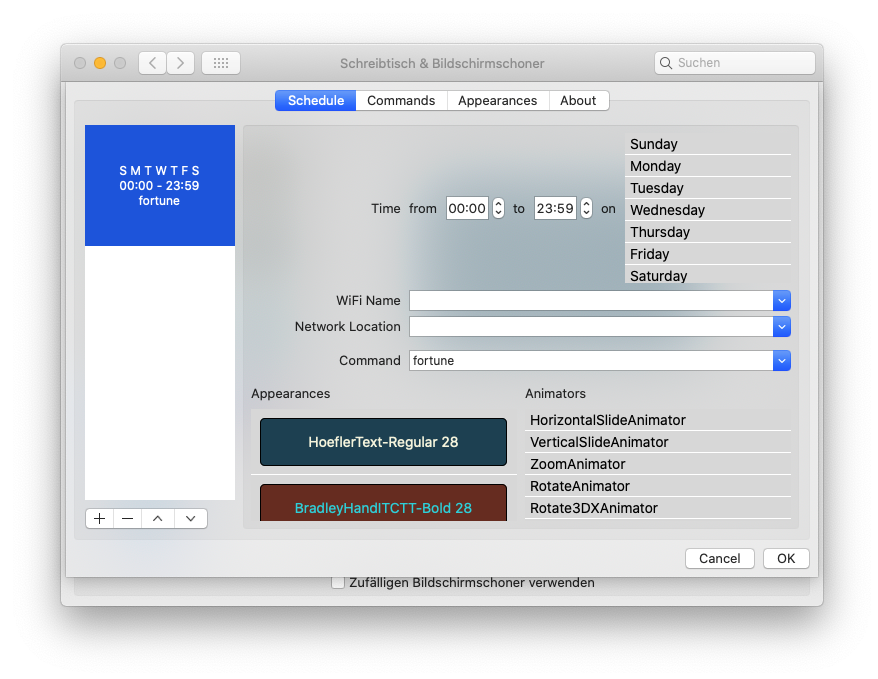 Schreibtisch & Bildschirmschoner
Suchen
Schedule Commands Appearances About
S M T W T F S
00:00 - 23:59
fortune
Time from 00:00 to 23:59 on
Sunday
Monday
Tuesday
Wednesday
Thursday
Friday
Saturday
WiFi Name
Network Location
Command fortune
Appearances
HoeflerText-Regular 28
BradleyHandITCTT-Bold 28
Animators
HorizontalSlideAnimator
VerticalSlideAnimator
ZoomAnimator
RotateAnimator
Rotate3DXAnimator
Cancel OK
Zufälligen Bildschirmschoner verwenden